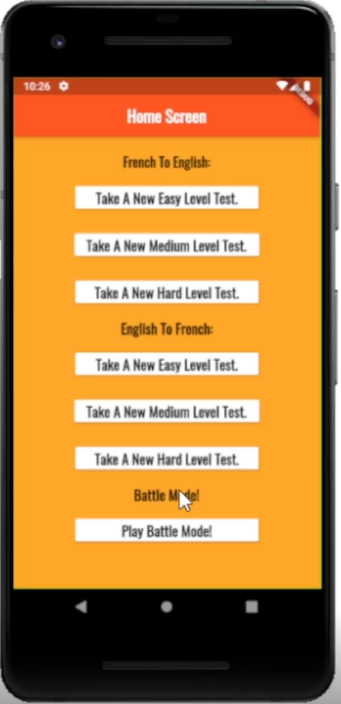 10:26
Home Screen
French To English:
Take A New Easy Level Test.
Take A New Medium Level Test.
Take A New Hard Level Test.
English To French:
Take A New Easy Level Test.
Take A New Medium Level Test.
Take A New Hard Level Test.
Battle Mode!
Play Battle Mode!